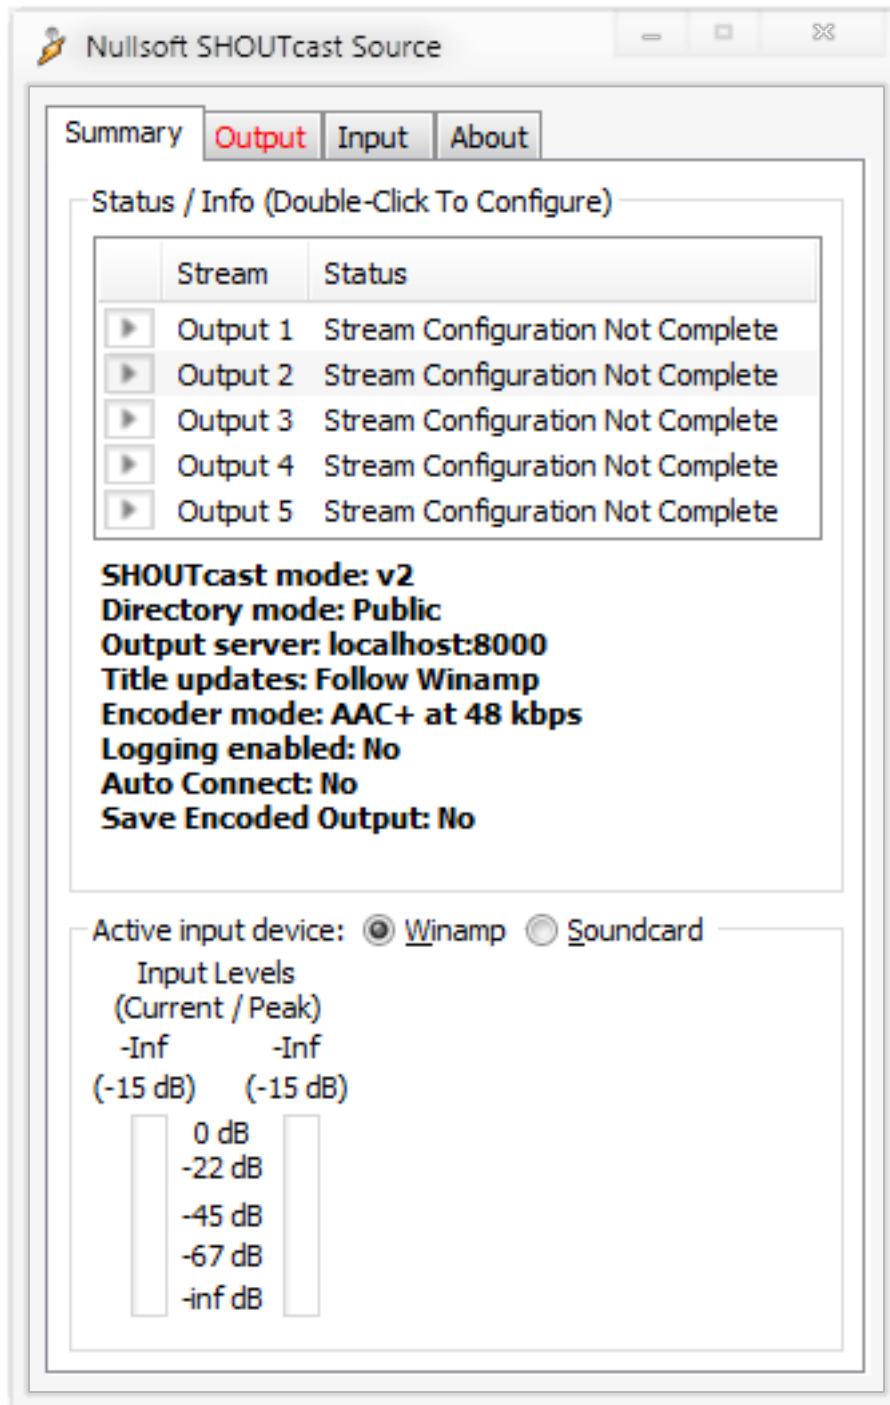 Nullsoft SHOUTcast Source
Summary Output Input About
Status / Info (Double-Click To Configure)
Stream Status
Output 1 Stream Configuration Not Complete
Output 2 Stream Configuration Not Complete
Output 3 Stream Configuration Not Complete
Output 4 Stream Configuration Not Complete
Output 5 Stream Configuration Not Complete
SHOUTcast mode: v2
Directory mode: Public
Output server: localhost:8000
Title updates: Follow Winamp
Encoder mode: AAC+ at 48 kbps
Logging enabled: No
Auto Connect: No
Save Encoded Output: No
Active input device: Winamp Soundcard
Input Levels
(Current / Peak)
-Inf -Inf
(-15 dB) (-15 dB)
0 dB
-22 dB
-45 dB
-67 dB
-inf dB